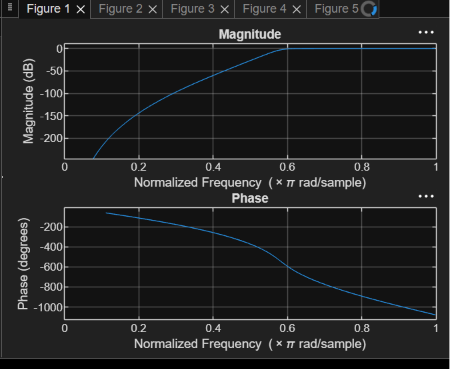 Figure 1 × Figure 2 × Figure 3 × Figure 4 × Figure 5
Magnitude
0
-50
-100
-150
-200
Magnitude (dB)
0 0.2 0.4 0.6 0.8 1
Normalized Frequency (× π rad/sample)
Phase
-200
-400
-600
-800
-1000
Phase (degrees)
0 0.2 0.4 0.6 0.8 1
Normalized Frequency (× π rad/sample)